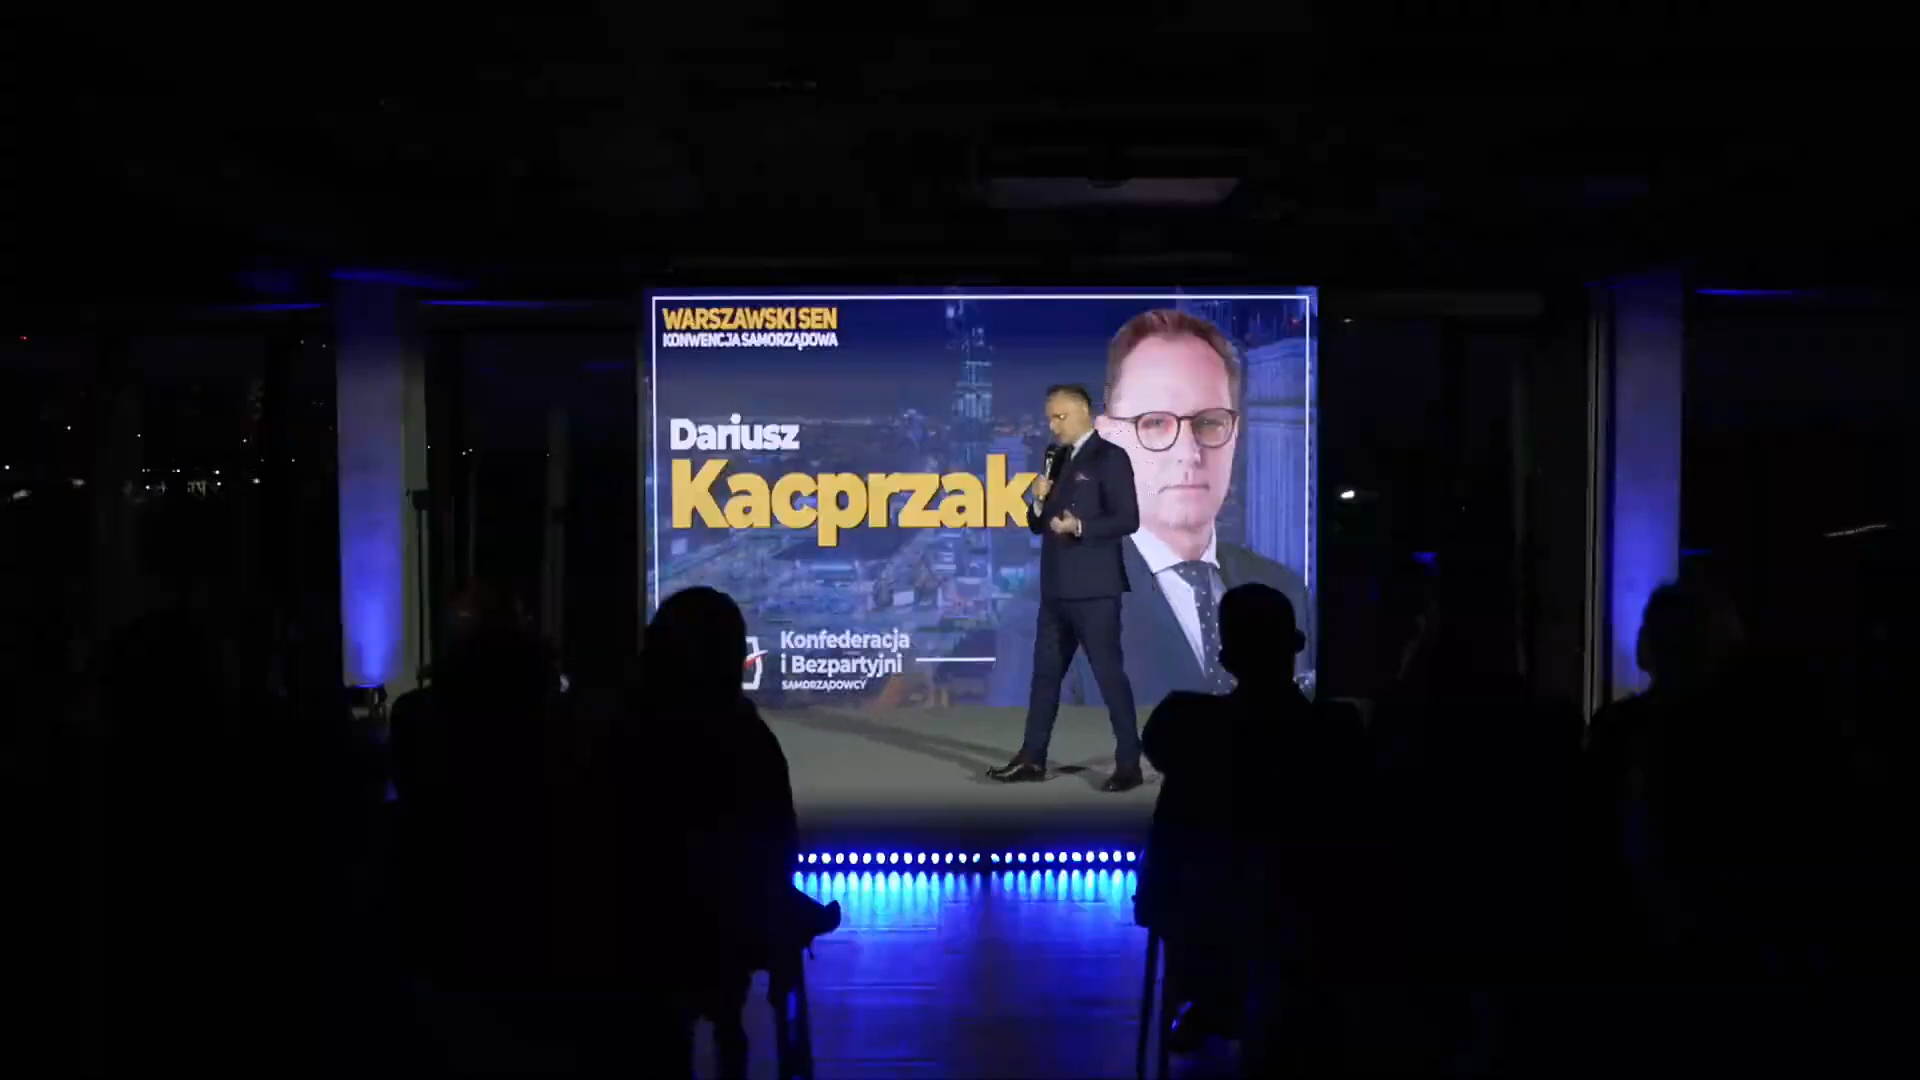 WARSZAWSKI SEN
KONWENCJA SAMORZĄDOWA
Dariusz
Kacprzak
Konfederacja
i Bezpartyjni
SAMORZĄDOWCY